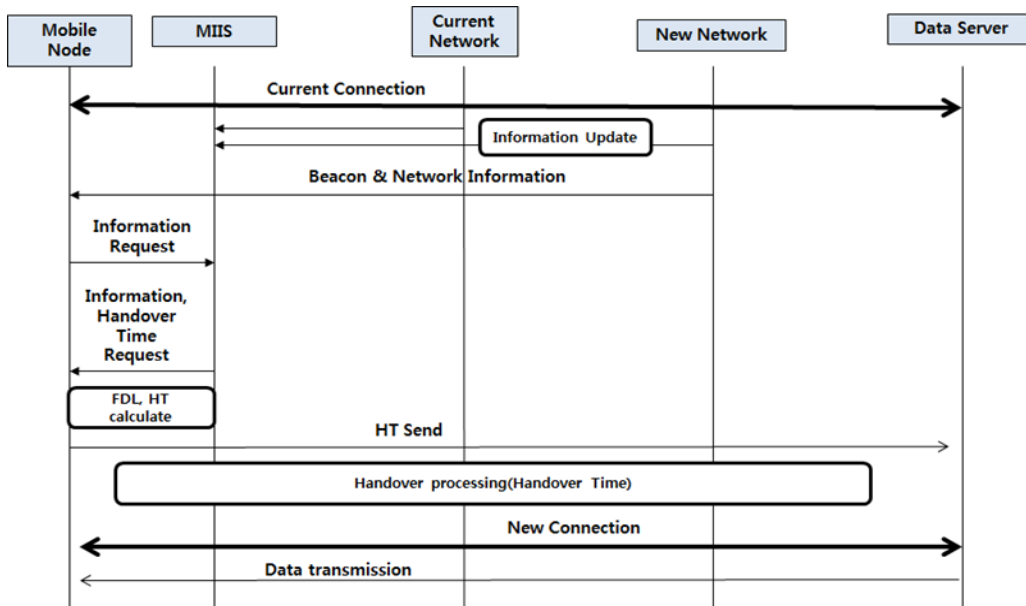 Mobile
Node
MIIS
Current
Network
New Network
Data Server
Current Connection
Information Update
Beacon & Network Information
Information
Request
Information,
Handover
Time
Request
FDL, HT
calculate
HT Send
Handover processing(Handover Time)
New Connection
Data transmission